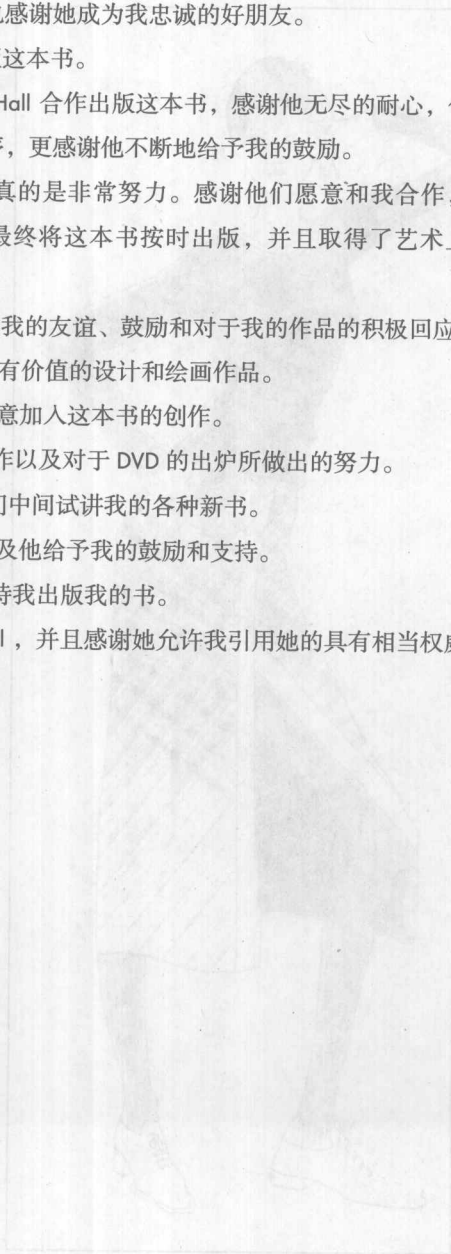 感谢她成为我忠诚的好朋友。
这本书。
Hall 合作出版这本书，感谢他无尽的耐心，
，更感谢他不断地给予我的鼓励。
真的是非常努力。感谢他们愿意和我合作，
最终将这本书按时出版，并且取得了艺术
我的友谊、鼓励和对于我的作品的积极回应
有价值的设计和绘画作品。
意加入这本书的创作。
作以及对于 DVD 的出炉所做出的努力。
们中间试讲我的各种新书。
及他给予我的鼓励和支持。
持我出版我的书。
l ，并且感谢她允许我引用她的具有相当权威